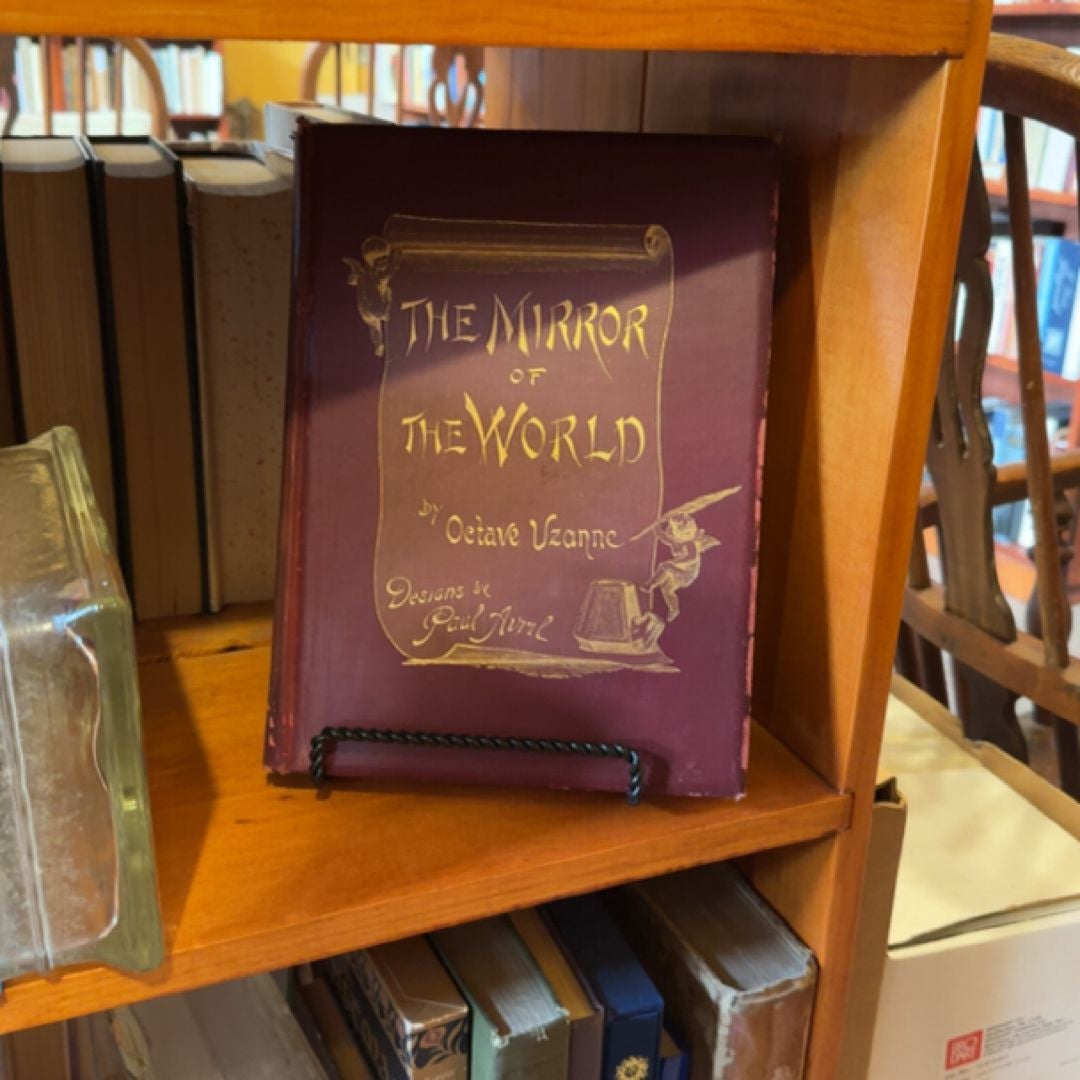 THE MIRROR
OF
THE WORLD
by
Octave Uzanne
Designs by
Paul Avril